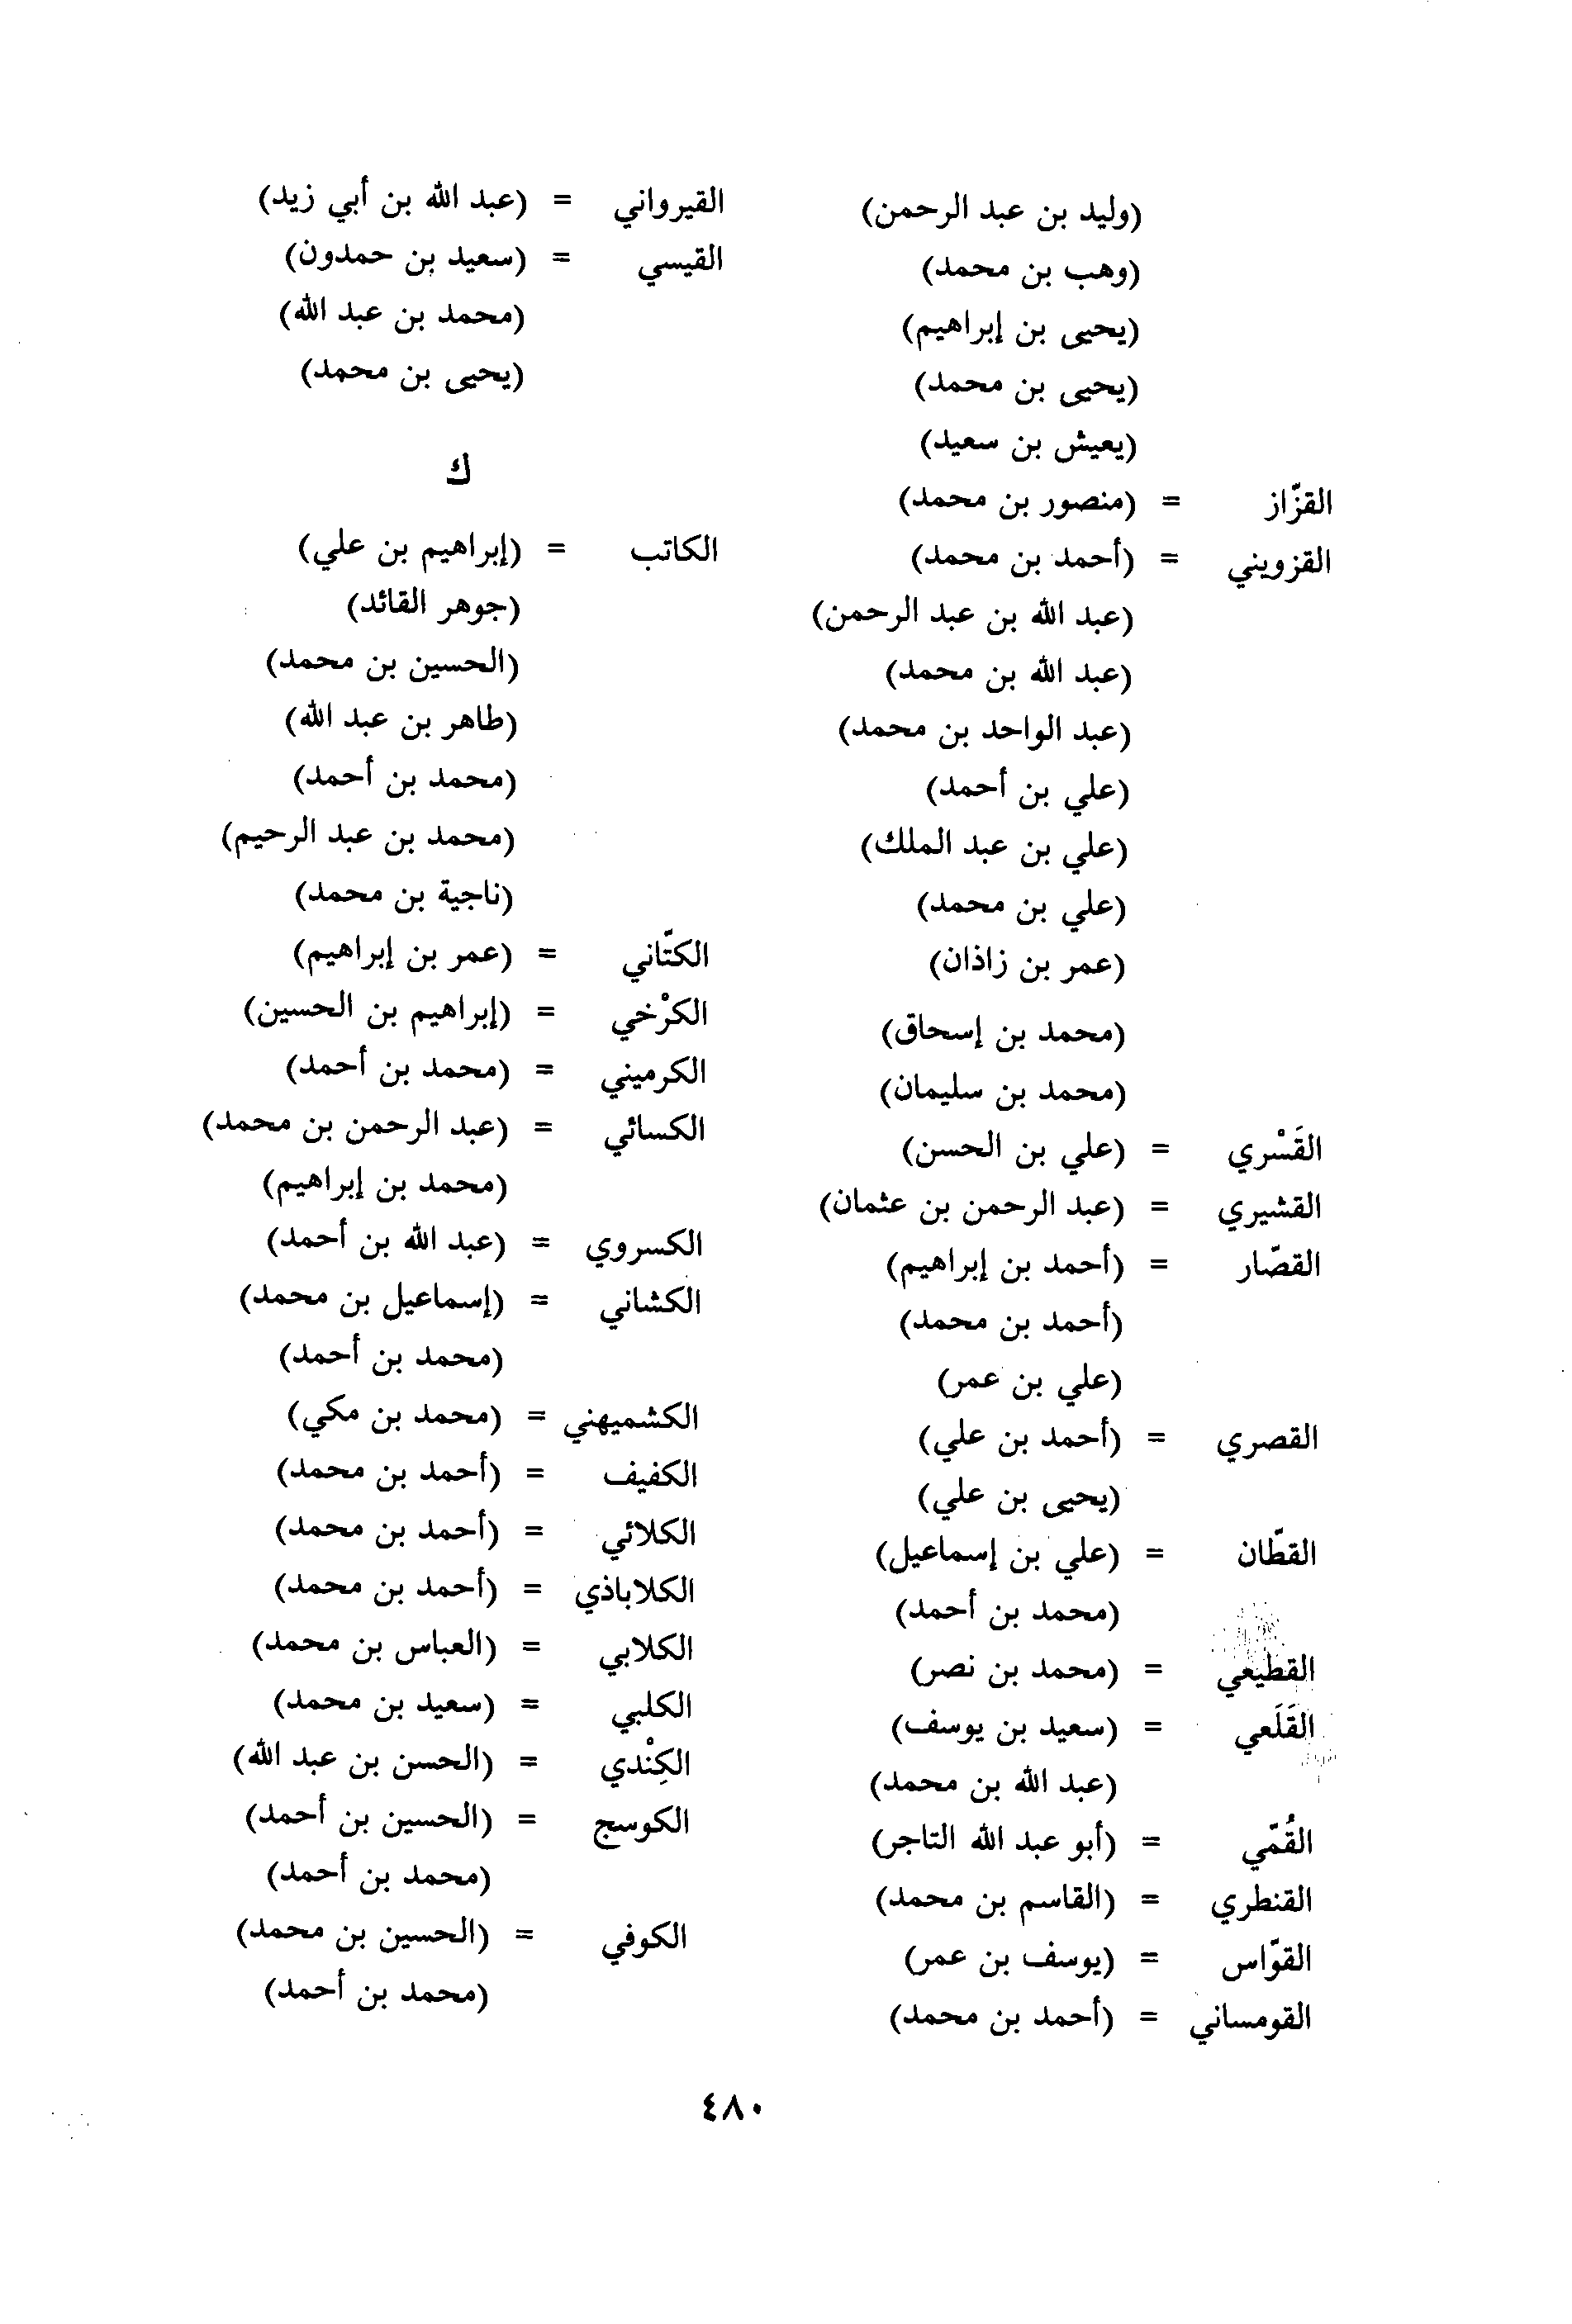 (وليد بن عبد الرحمن)
(وهب بن محمد)
(يحيى بن إبراهيم)
(يحيى بن محمد)
(يعيش بن سعيد)
القزّاز = (منصور بن محمد)
القزويني = (أحمد بن محمد)
(عبد الله بن عبد الرحمن)
(عبد الله بن محمد)
(عبد الواحد بن محمد)
(علي بن أحمد)
(علي بن عبد الملك)
(علي بن محمد)
(عمر بن زاذان)
(محمد بن إسحاق)
(محمد بن سليمان)
القَسْري = (علي بن الحسن)
القشيري = (عبد الرحمن بن عثمان)
القصّار = (أحمد بن إبراهيم)
(أحمد بن محمد)
(علي بن عمر)
القصري = (أحمد بن علي)
(يحيى بن علي)
القطّان = (علي بن إسماعيل)
(محمد بن أحمد)
القطيعي = (محمد بن نصر)
القَلَعي = (سعيد بن يوسف)
(عبد الله بن محمد)
القُمّي = (أبو عبد الله التاجر)
القنطري = (القاسم بن محمد)
القوّاس = (يوسف بن عمر)
القومساني = (أحمد بن محمد)
القيرواني = (عبد الله بن أبي زيد)
القيسي = (سعيد بن حمدون)
(محمد بن عبد الله)
(يحيى بن محمد)
ك
الكاتب = (إبراهيم بن علي)
(جوهر القائد)
(الحسين بن محمد)
(طاهر بن عبد الله)
(محمد بن أحمد)
(محمد بن عبد الرحيم)
(ناجية بن محمد)
الكتّاني = (عمر بن إبراهيم)
الكرْخي = (إبراهيم بن الحسين)
الكرميني = (محمد بن أحمد)
الكسائي = (عبد الرحمن بن محمد)
(محمد بن إبراهيم)
الكسروي = (عبد الله بن أحمد)
الكشاني = (إسماعيل بن محمد)
(محمد بن أحمد)
الكشميهني = (محمد بن مكي)
الكفيف = (أحمد بن محمد)
الكلائي = (أحمد بن محمد)
الكلاباذي = (أحمد بن محمد)
الكلابي = (العباس بن محمد)
الكلبي = (سعيد بن محمد)
الكِنْدي = (الحسن بن عبد الله)
الكوسج = (الحسين بن أحمد)
(محمد بن أحمد)
الكوفي = (الحسين بن محمد)
(محمد بن أحمد)
٤٨٠